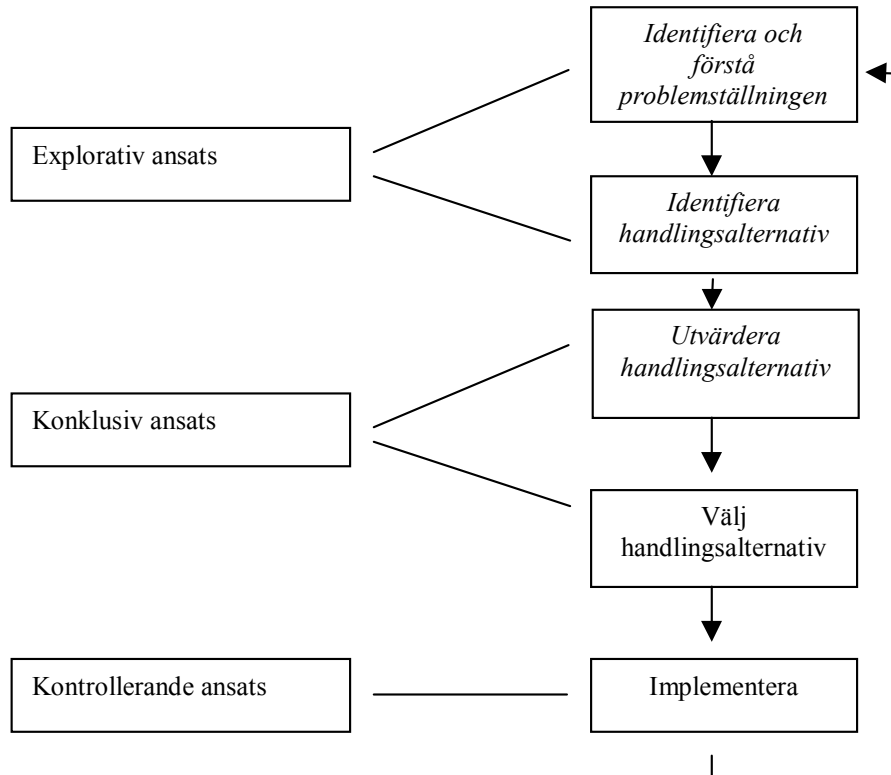 Identifiera och
förstå
problemställningen
Explorativ ansats
Identifiera
handlingsalternativ
Utvärdera
handlingsalternativ
Konklusiv ansats
Välj
handlingsalternativ
Kontrollerande ansats
Implementera